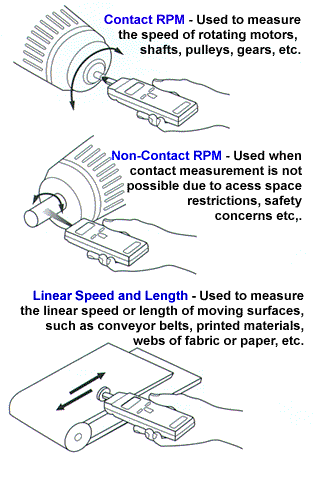 Contact RPM - Used to measure
the speed of rotating motors,
shafts, pulleys, gears, etc.
Non-Contact RPM - Used when
contact measurement is not
possible due to acess space
restrictions, safety
concerns etc,.
Linear Speed and Length - Used to measure
the linear speed or length of moving surfaces,
such as conveyor belts, printed materials,
webs of fabric or paper, etc.